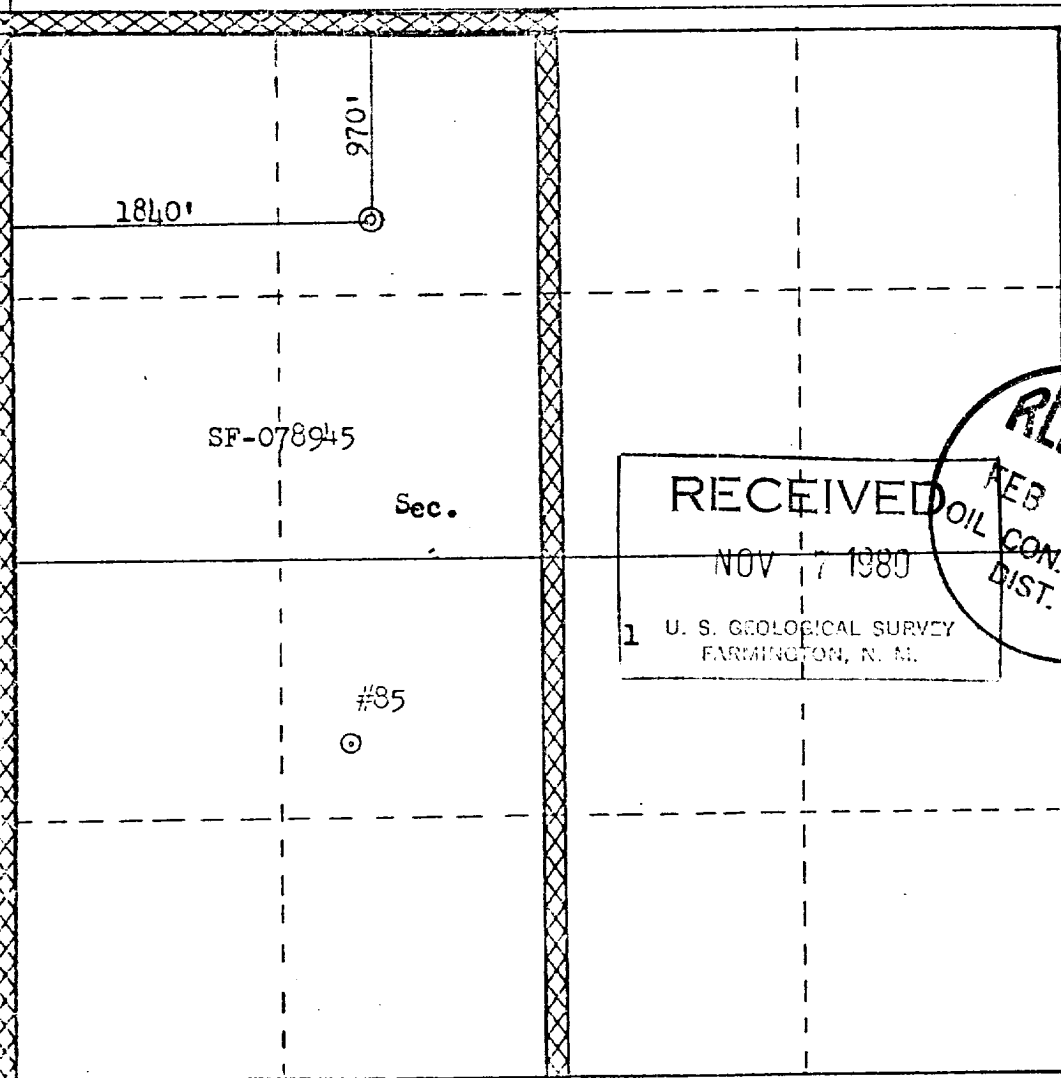 970'
1840'
SF-078945
Sec.
RECEIVED
NOV 7 1980
1 U. S. GEOLOGICAL SURVEY
FARMINGTON, N. M.
FEB
OIL CON.
DIST.
#85